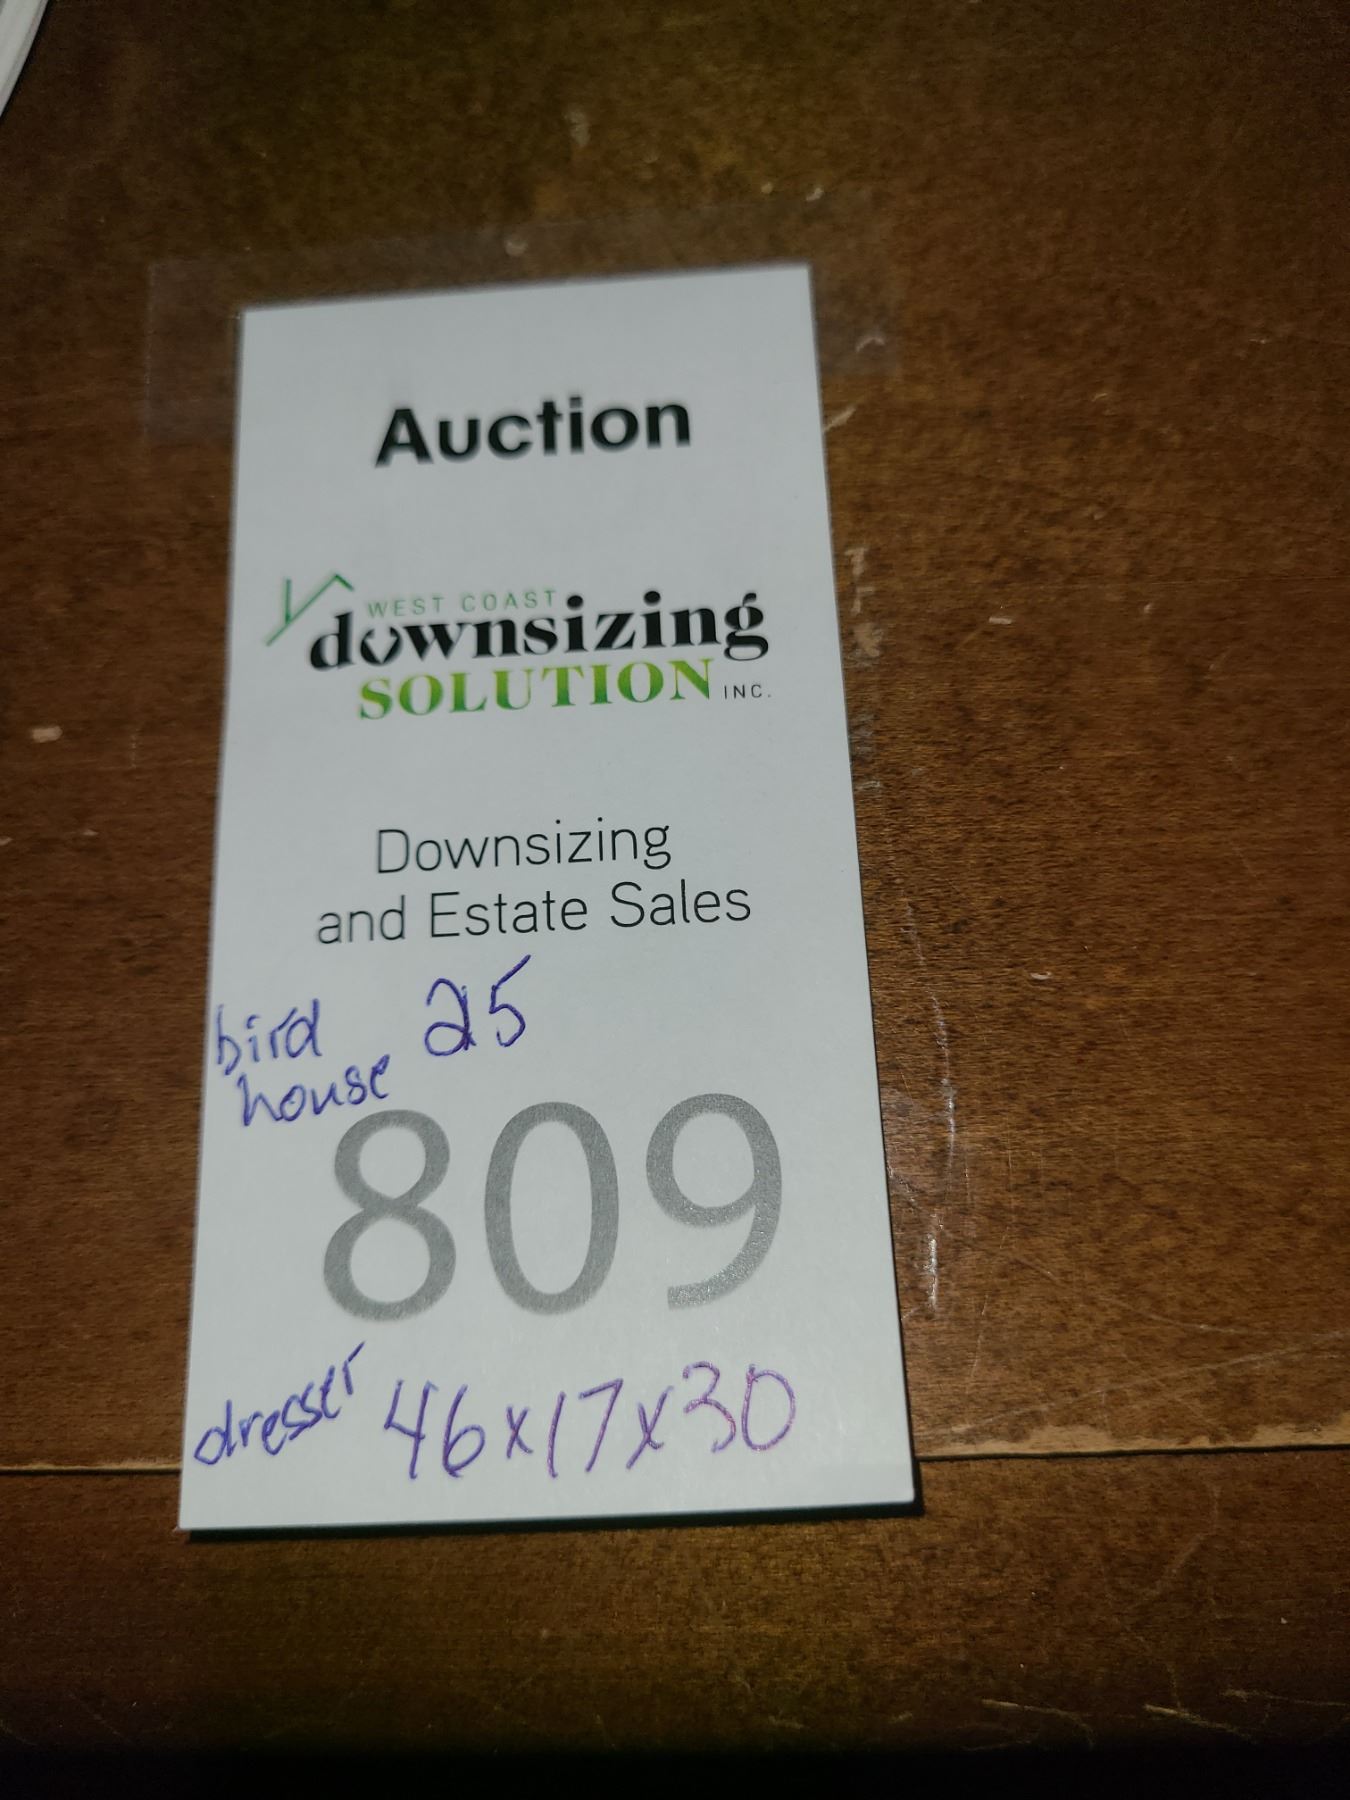 Auction
WEST COAST
downsizing
SOLUTION INC.
Downsizing
and Estate Sales
bird 25
house
809
dresser 46x17x30